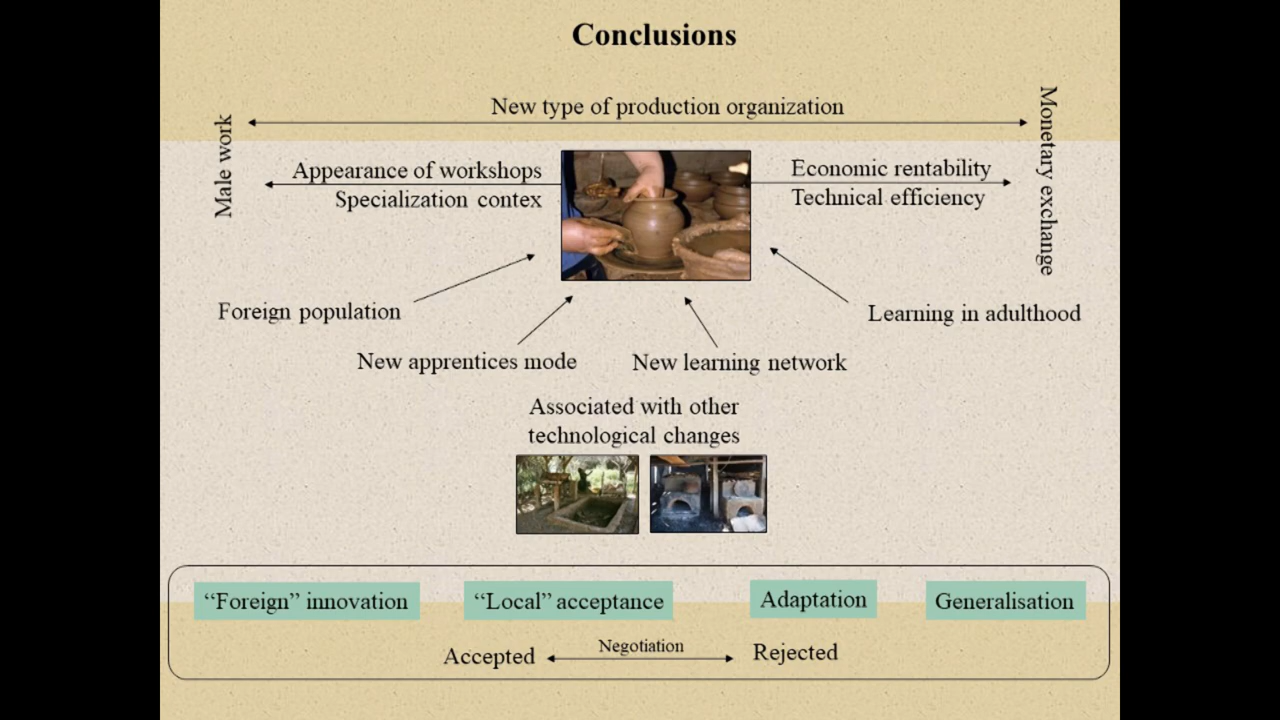 Conclusions
New type of production organization
Male work
Monetary exchange
Appearance of workshops
Specialization contex
Economic rentability
Technical efficiency
Foreign population
Learning in adulthood
New apprentices mode
New learning network
Associated with other
technological changes
“Foreign” innovation
“Local” acceptance
Adaptation
Generalisation
Accepted
Negotiation
Rejected